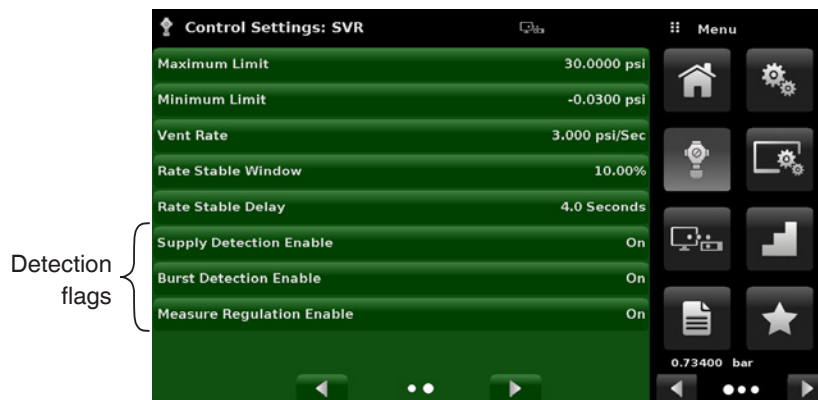 Control Settings: SVR
Menu
Maximum Limit 30.0000 psi
Minimum Limit -0.0300 psi
Vent Rate 3.000 psi/Sec
Rate Stable Window 10.00%
Rate Stable Delay 4.0 Seconds
Supply Detection Enable On
Burst Detection Enable On
Measure Regulation Enable On
Detection
flags
0.73400 bar